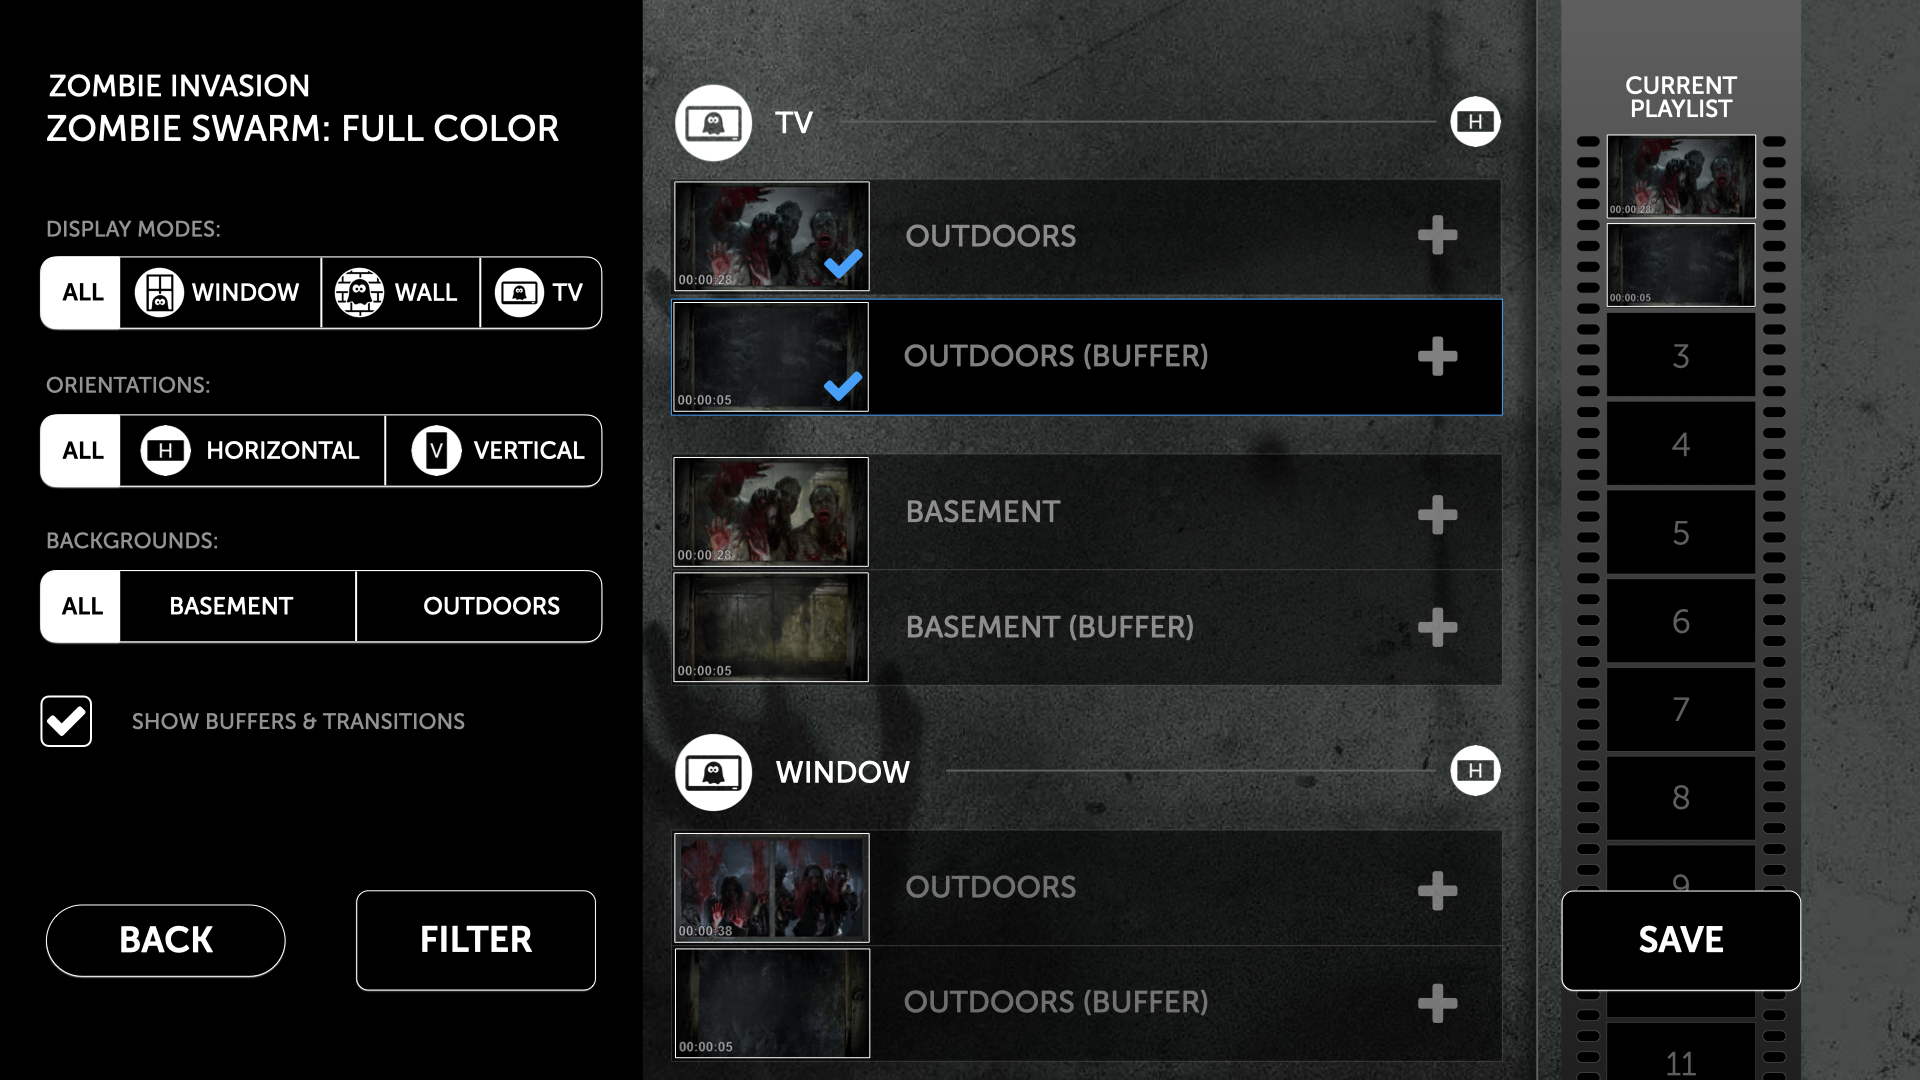 ZOMBIE INVASION
ZOMBIE SWARM: FULL COLOR
DISPLAY MODES:
ALL
WINDOW
WALL
TV
ORIENTATIONS:
ALL
H
HORIZONTAL
V
VERTICAL
BACKGROUNDS:
ALL
BASEMENT
OUTDOORS
SHOW BUFFERS & TRANSITIONS
BACK
FILTER
TV
H
00:00:28
OUTDOORS
00:00:05
OUTDOORS (BUFFER)
00:00:28
BASEMENT
00:00:05
BASEMENT (BUFFER)
WINDOW
H
00:00:38
OUTDOORS
00:00:05
OUTDOORS (BUFFER)
CURRENT
PLAYLIST
00:00:28
00:00:05
3
4
5
6
7
8
9
SAVE
11